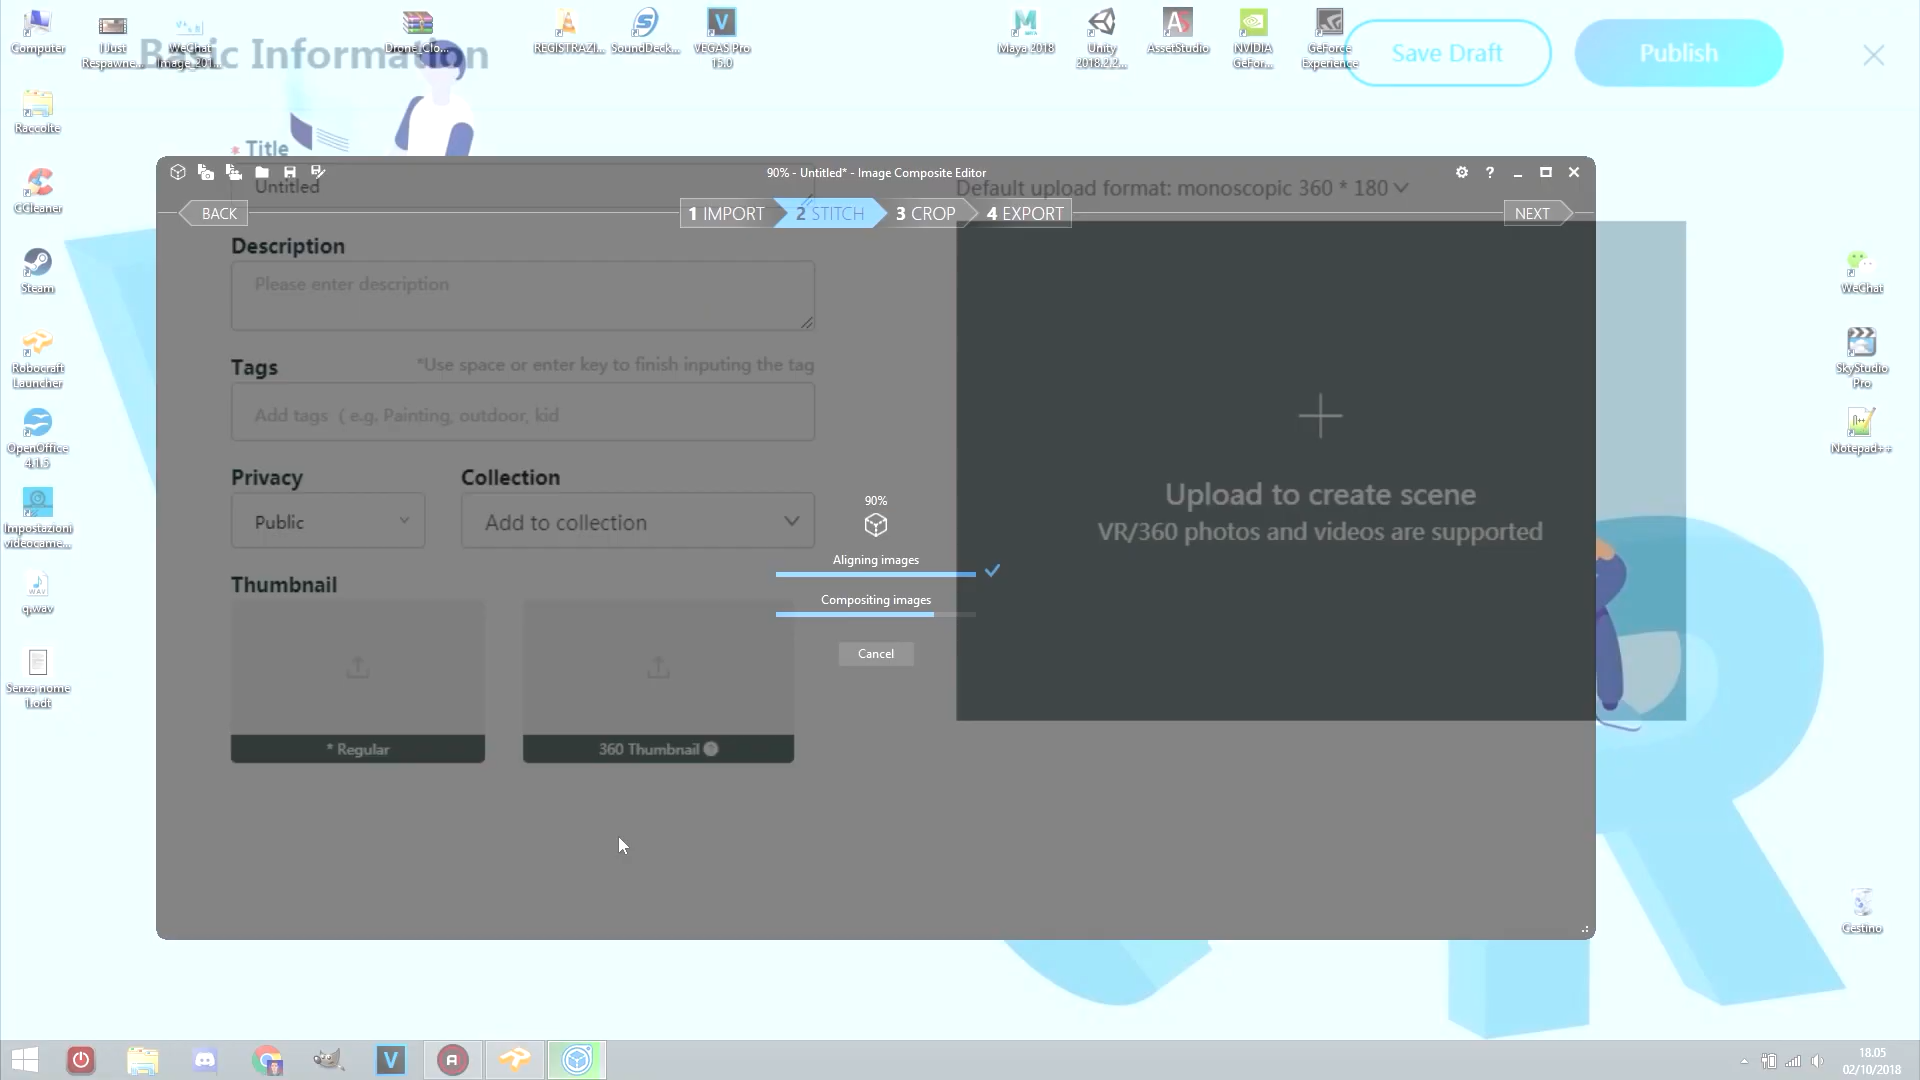 Computer
I Just
Respawne...
WeChat
Image_201...
Drone_Clo...
REGISTRAZI...
SoundDeck...
VEGAS Pro
15.0
Maya 2018
Unity
2018.2.2...
AssetStudio
NVIDIA
GeFor...
GeForce
Experience
Basic Information
Save Draft
Publish
Raccolte
* Title
Untitled
90% - Untitled* - Image Composite Editor
Default upload format: monoscopic 360 * 180
BACK
1 IMPORT
2 STITCH
3 CROP
4 EXPORT
NEXT
CCleaner
Description
Please enter description
Steam
WeChat
Tags
*Use space or enter key to finish inputing the tag
Add tags ( e.g. Painting, outdoor, kid
Robocraft
Launcher
SkyStudio
Pro
OpenOffice
4.1.5
Notepad++
Privacy
Collection
Public
Add to collection
Upload to create scene
VR/360 photos and videos are supported
90%
Aligning images
Compositing images
Cancel
Impostazioni
videocame...
Thumbnail
* Regular
360 Thumbnail
WAV
q.wav
Senza nome
1.odt
Cestino
18.05
02/10/2018